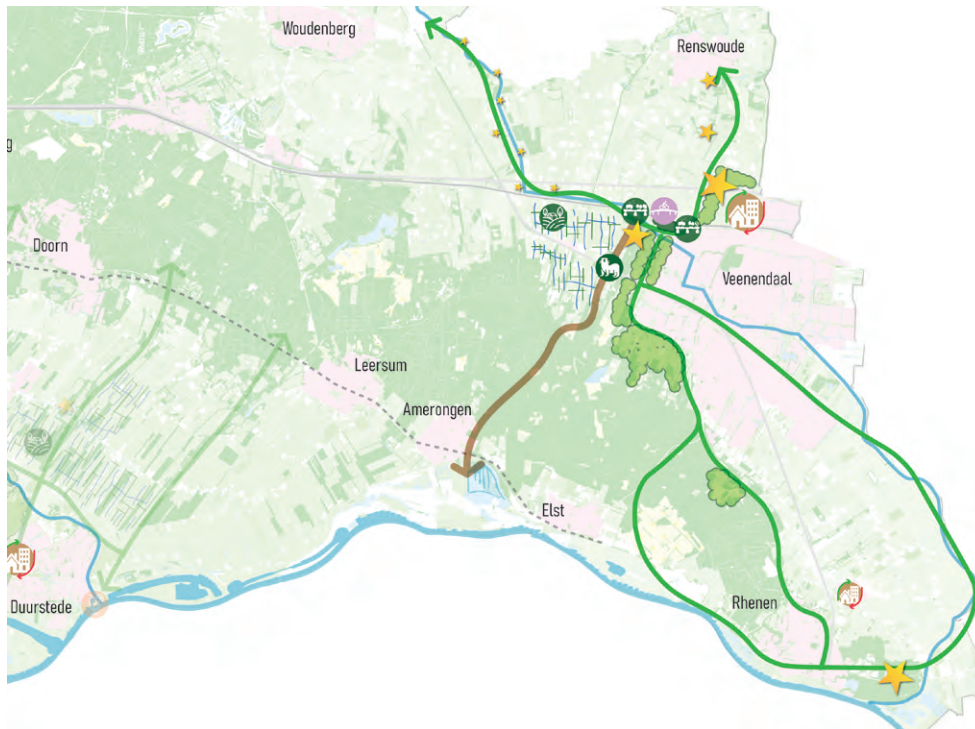 Woudenberg
Renswoude
g
Doorn
Veenendaal
Leersum
Amerongen
Elst
Duurstede
Rhenen